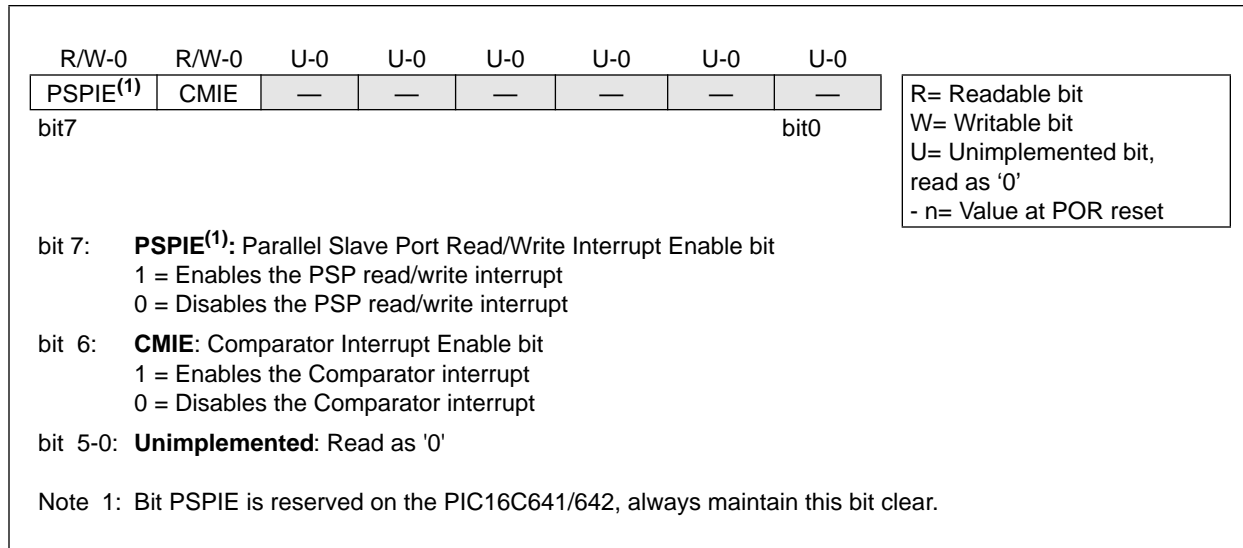 R/W-0 R/W-0 U-0 U-0 U-0 U-0 U-0 U-0
PSPIE(1) CMIE — — — — — —
bit7 bit0
R= Readable bit
W= Writable bit
U= Unimplemented bit,
read as ‘0’
- n= Value at POR reset
bit 7: PSPIE(1): Parallel Slave Port Read/Write Interrupt Enable bit
1 = Enables the PSP read/write interrupt
0 = Disables the PSP read/write interrupt
bit 6: CMIE: Comparator Interrupt Enable bit
1 = Enables the Comparator interrupt
0 = Disables the Comparator interrupt
bit 5-0: Unimplemented: Read as '0'
Note 1: Bit PSPIE is reserved on the PIC16C641/642, always maintain this bit clear.